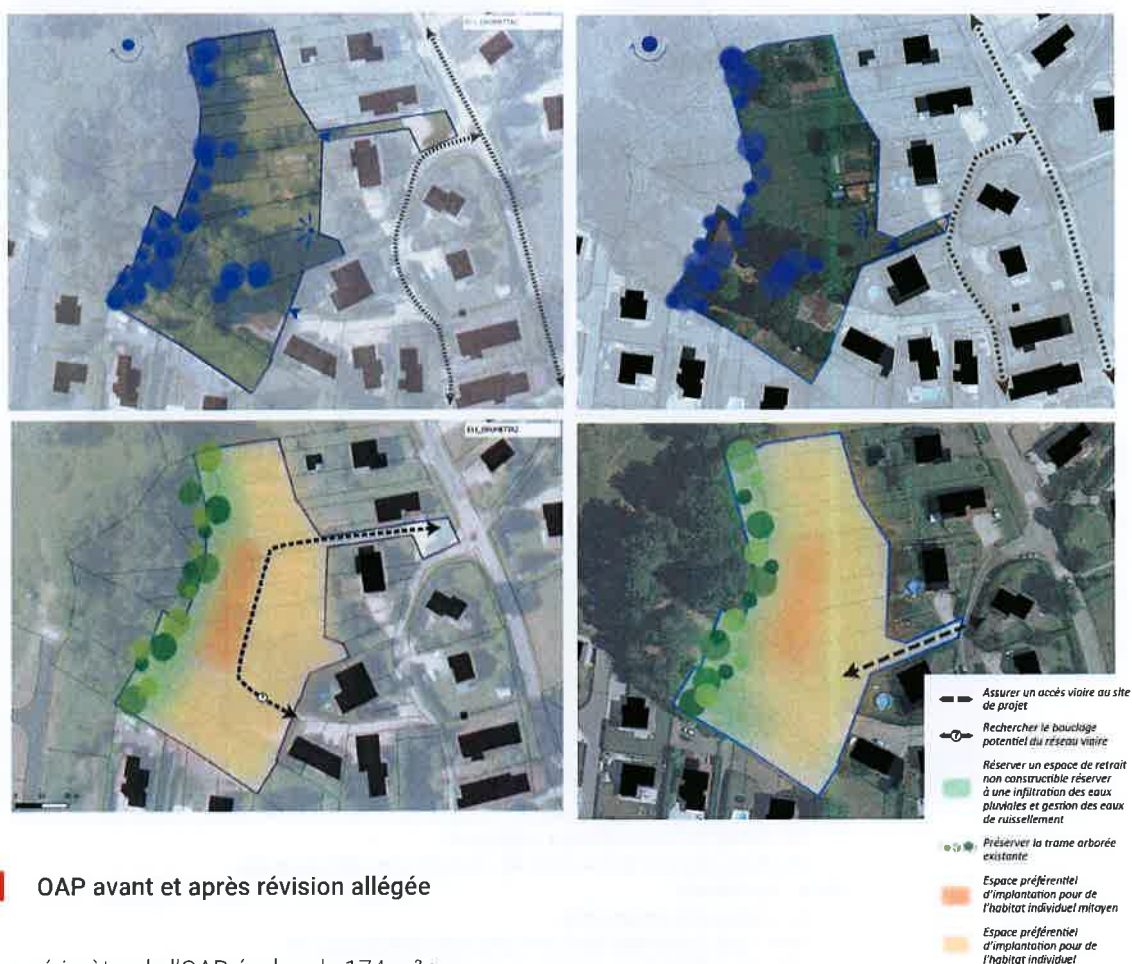 Assurer un accès viaire au site
de projet
Rechercher le bouclage
potentiel du réseau viaire
Réserver un espace de retrait
non constructible réserver
à une infiltration des eaux
pluviales et gestion des eaux
de ruissellement
Préserver la trame arborée
existante
Espace préférentiel
d'implantation pour de
l'habitat individuel mitoyen
Espace préférentiel
d'implantation pour de
l'habitat individuel
OAP avant et après révision allégée